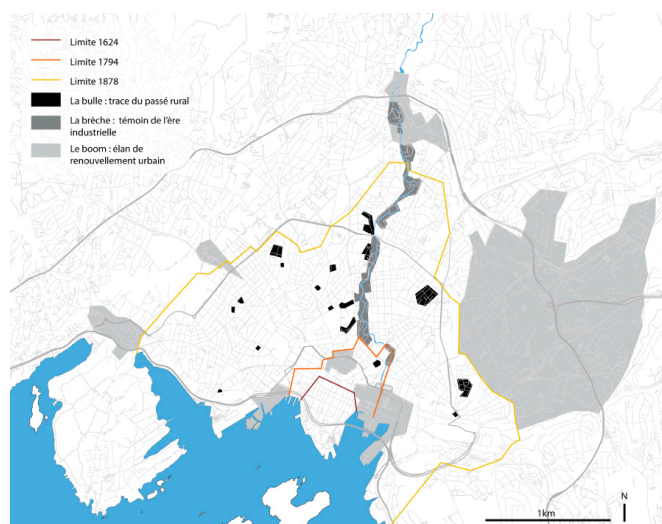 Limite 1624
Limite 1794
Limite 1878
La bulle : trace du passé rural
La brèche : témoin de l'ère
industrielle
Le boom : élan de
renouvellement urbain
1km
N